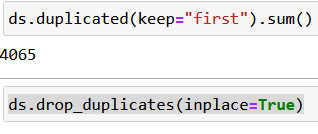 ds.duplicated(keep="first").sum()
4065
ds.drop_duplicates(inplace=True)